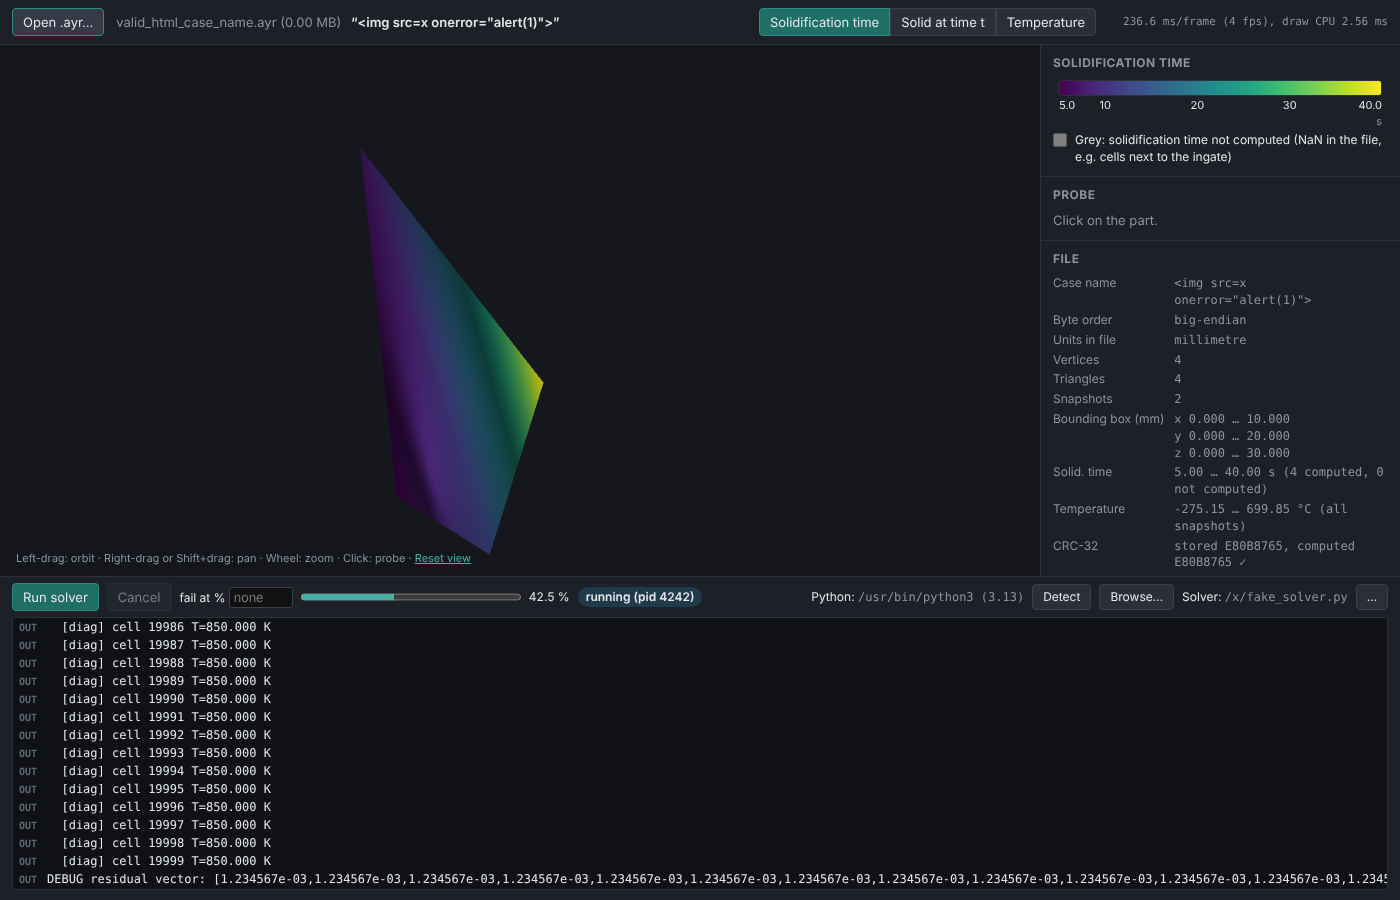 Open .ayr... valid_html_case_name.ayr (0.00 MB) “<img src=x onerror="alert(1)">” Solidification time Solid at time t Temperature 236.6 ms/frame (4 fps), draw CPU 2.56 ms
SOLIDIFICATION TIME
5.0 10 20 30 40.0
s
Grey: solidification time not computed (NaN in the file,
e.g. cells next to the ingate)
PROBE
Click on the part.
FILE
Case name <img src=x
onerror="alert(1)">
Byte order big-endian
Units in file millimetre
Vertices 4
Triangles 4
Snapshots 2
Bounding box (mm) x 0.000 … 10.000
y 0.000 … 20.000
z 0.000 … 30.000
Solid. time 5.00 … 40.00 s (4 computed, 0
not computed)
Temperature -275.15 … 699.85 °C (all
snapshots)
CRC-32 stored E80B8765, computed
E80B8765 ✓
Left-drag: orbit · Right-drag or Shift+drag: pan · Wheel: zoom · Click: probe · Reset view
Run solver Cancel fail at % none 42.5 % running (pid 4242) Python: /usr/bin/python3 (3.13) Detect Browse... Solver: /x/fake_solver.py ...
OUT [diag] cell 19986 T=850.000 K
OUT [diag] cell 19987 T=850.000 K
OUT [diag] cell 19988 T=850.000 K
OUT [diag] cell 19989 T=850.000 K
OUT [diag] cell 19990 T=850.000 K
OUT [diag] cell 19991 T=850.000 K
OUT [diag] cell 19992 T=850.000 K
OUT [diag] cell 19993 T=850.000 K
OUT [diag] cell 19994 T=850.000 K
OUT [diag] cell 19995 T=850.000 K
OUT [diag] cell 19996 T=850.000 K
OUT [diag] cell 19997 T=850.000 K
OUT [diag] cell 19998 T=850.000 K
OUT [diag] cell 19999 T=850.000 K
OUT DEBUG residual vector: [1.234567e-03,1.234567e-03,1.234567e-03,1.234567e-03,1.234567e-03,1.234567e-03,1.234567e-03,1.234567e-03,1.234567e-03,1.234567e-03,1.234567e-03,1.234567e-03,1.2345